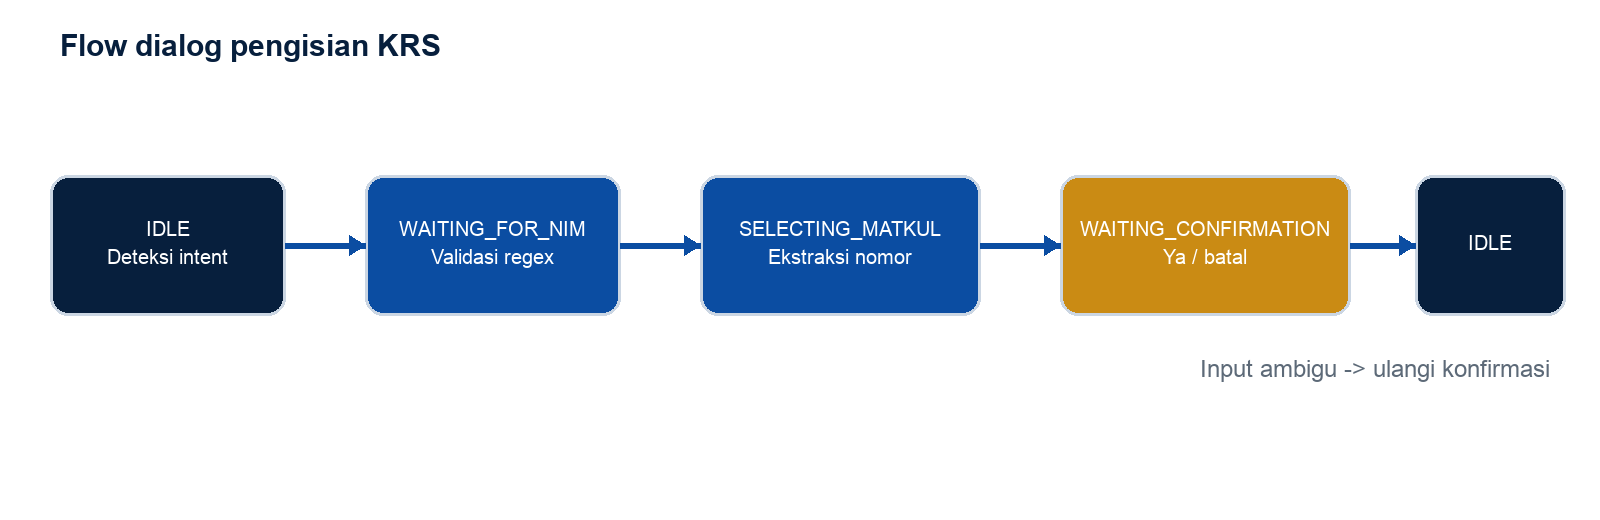 Flow dialog pengisian KRS
IDLE
Deteksi intent
WAITING_FOR_NIM
Validasi regex
SELECTING_MATKUL
Ekstraksi nomor
WAITING_CONFIRMATION
Ya / batal
IDLE
Input ambigu -> ulangi konfirmasi